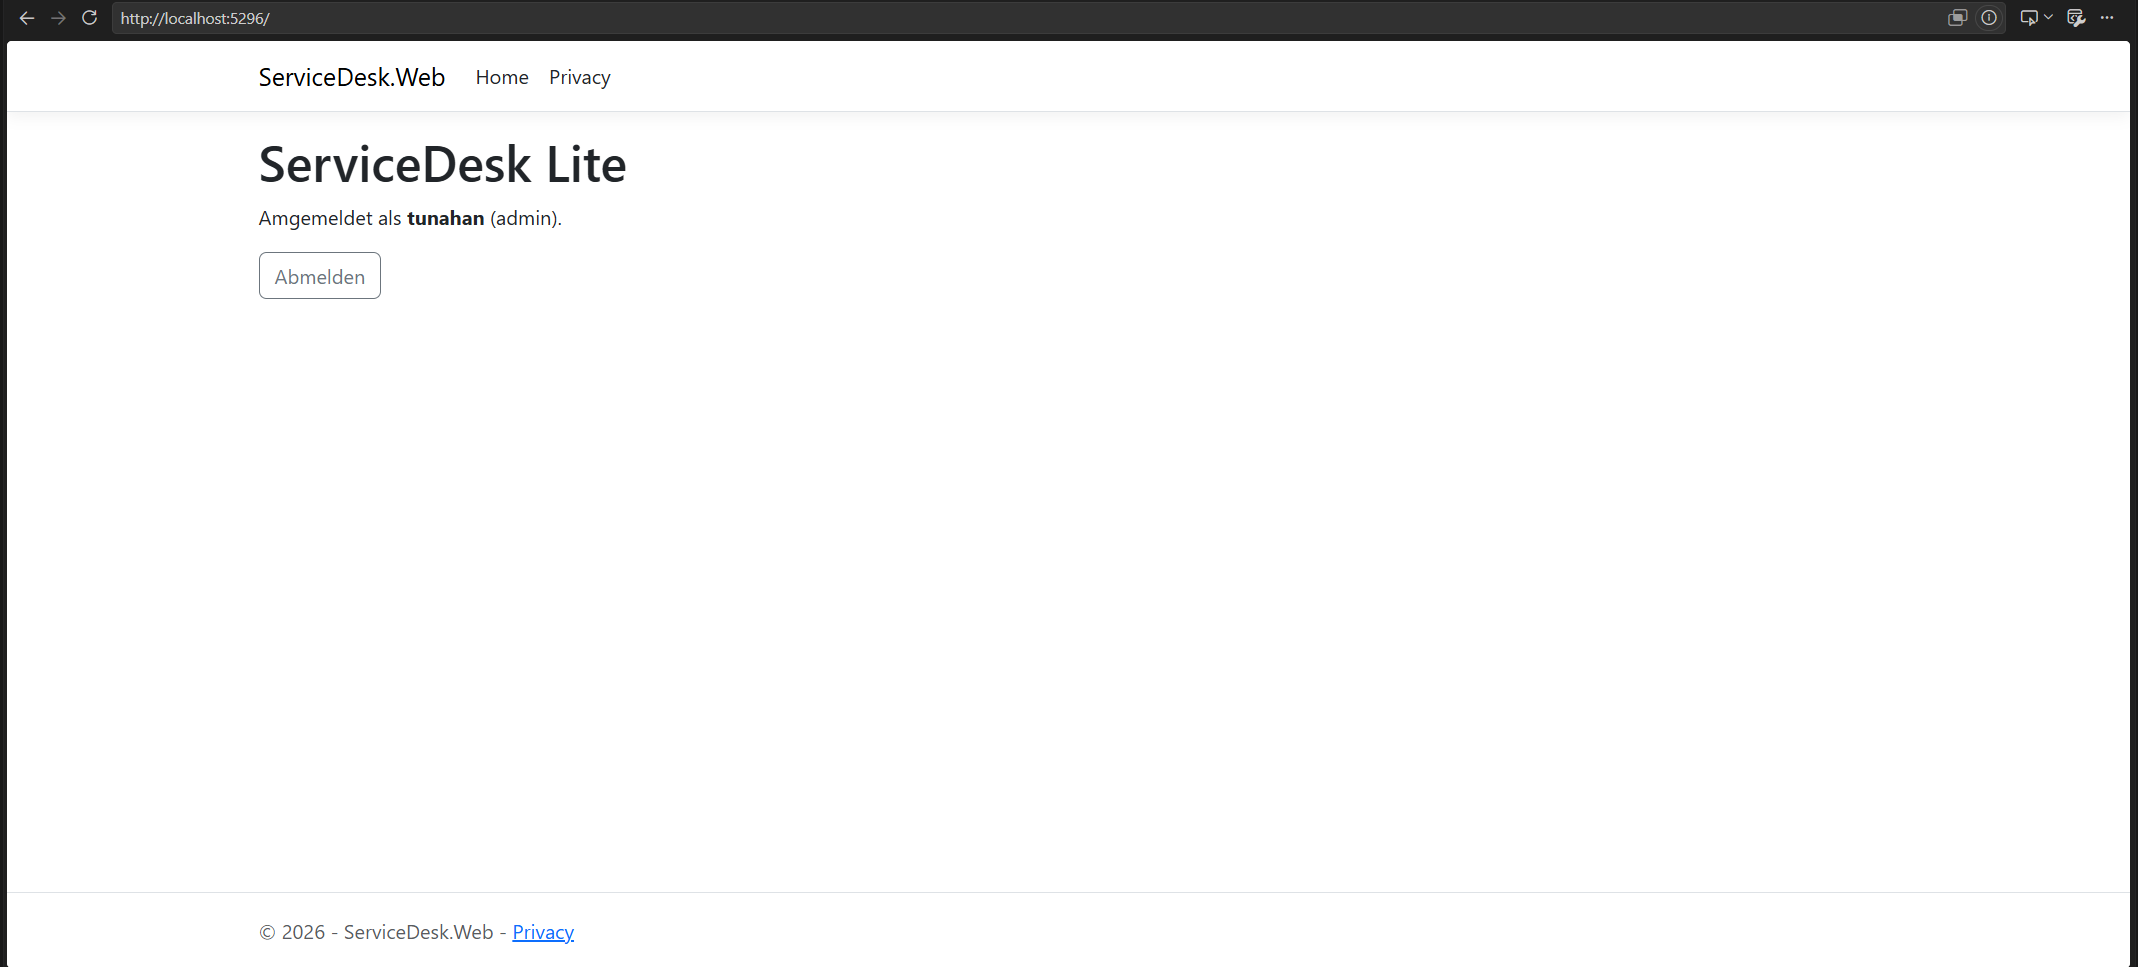 http://localhost:5296/
ServiceDesk.Web Home Privacy
ServiceDesk Lite
Amgemeldet als tunahan (admin).
Abmelden
© 2026 - ServiceDesk.Web - Privacy